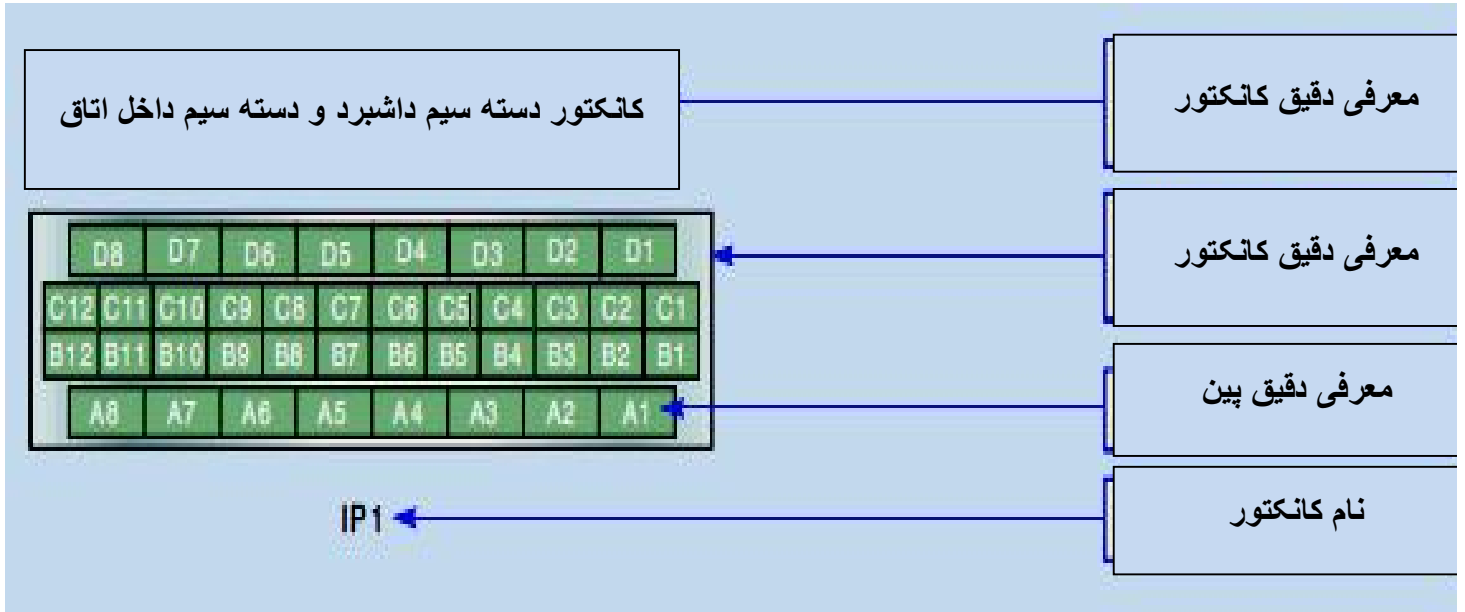 معرفی دقیق کانکتور
کانکتور دسته سیم داشبرد و دسته سیم داخل اتاق
معرفی دقیق کانکتور
D8 D7 D6 D5 D4 D3 D2 D1
C12 C11 C10 C9 C8 C7 C6 C5 C4 C3 C2 C1
B12 B11 B10 B9 B8 B7 B6 B5 B4 B3 B2 B1
معرفی دقیق پین
A8 A7 A6 A5 A4 A3 A2 A1
نام کانکتور
IP1